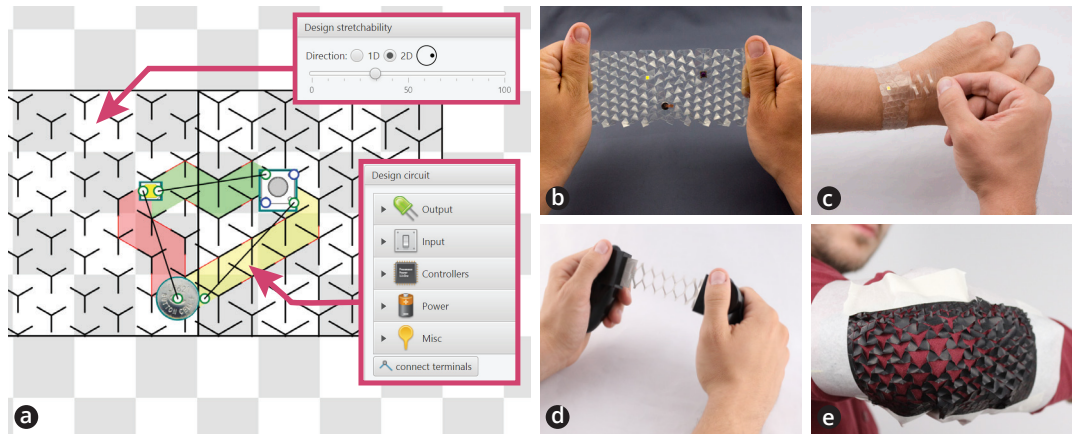 Design stretchability
Direction: 1D 2D
0 50 100
Design circuit
Output
Input
Controllers
Power
Misc
connect terminals
a
b
c
d
e